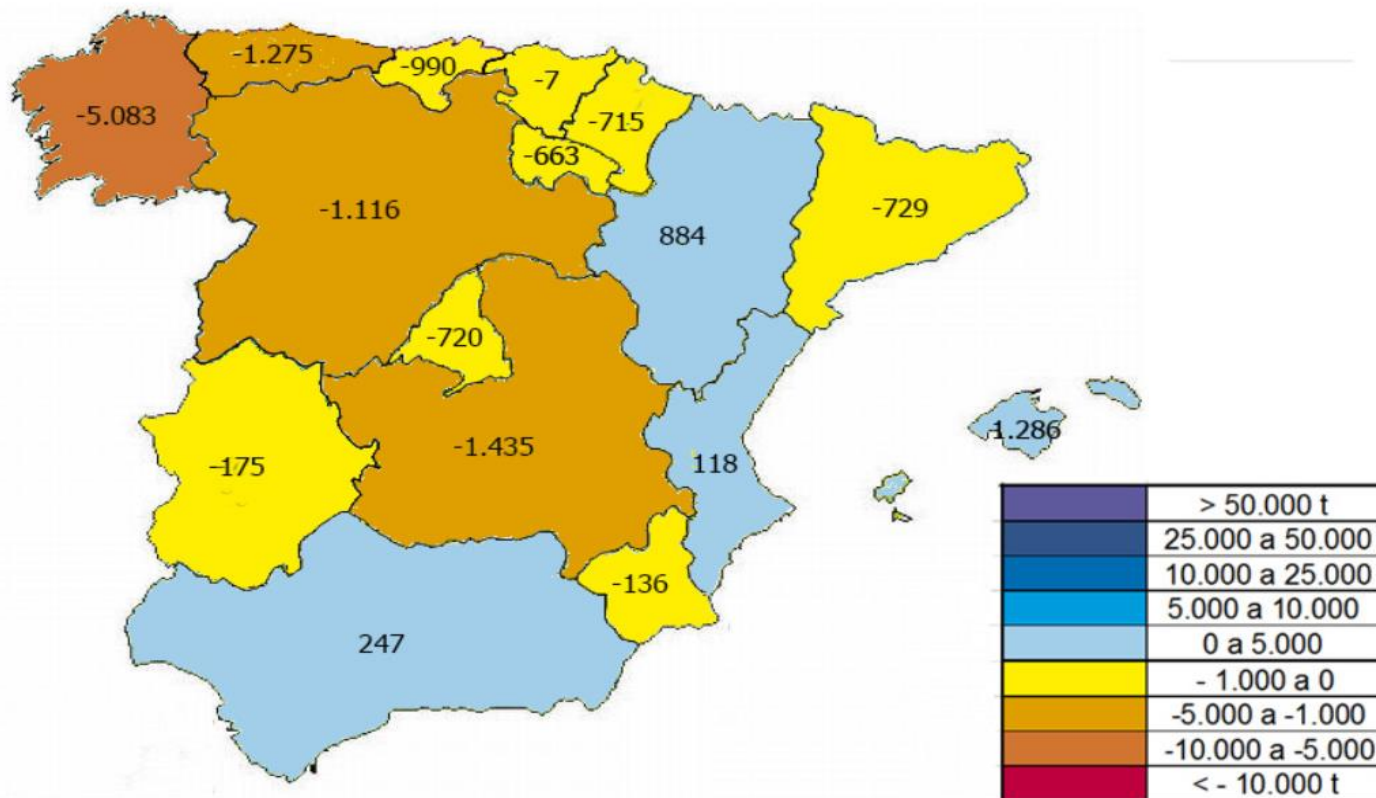 -1.275
-990
-7
-5.083
-715
-663
-1.116
-729
884
-720
-1.286
-1.435
-175
118
-136
247
> 50.000 t
25.000 a 50.000
10.000 a 25.000
5.000 a 10.000
0 a 5.000
- 1.000 a 0
-5.000 a -1.000
-10.000 a -5.000
< - 10.000 t